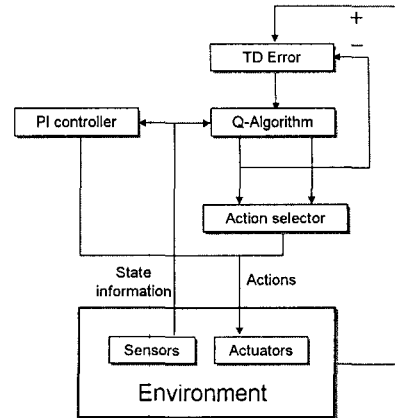 +
−
TD Error
PI controller
Q-Algorithm
Action selector
State
information
Actions
Sensors
Actuators
Environment